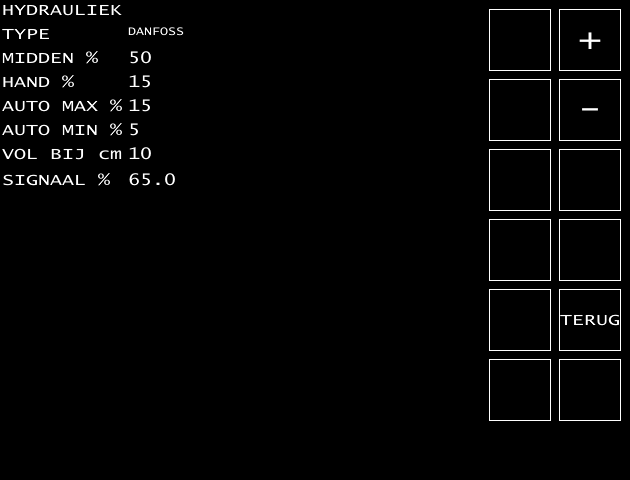 HYDRAULIEK
TYPE DANFOSS
MIDDEN % 50
HAND % 15
AUTO MAX % 15
AUTO MIN % 5
VOL BIJ cm 10
SIGNAAL % 65.0
+
-
TERUG